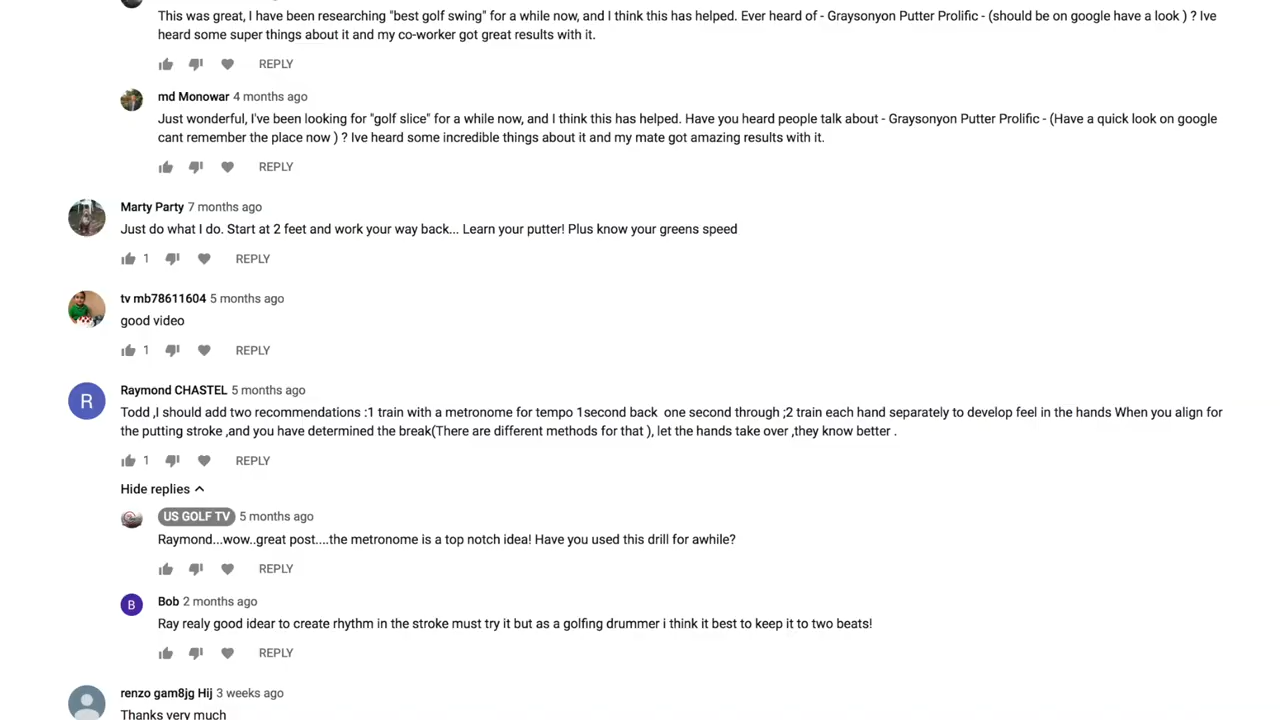 This was great, I have been researching "best golf swing" for a while now, and I think this has helped. Ever heard of - Graysonyon Putter Prolific - (should be on google have a look ) ? Ive
heard some super things about it and my co-worker got great results with it.
REPLY
md Monowar 4 months ago
Just wonderful, I've been looking for "golf slice" for a while now, and I think this has helped. Have you heard people talk about - Graysonyon Putter Prolific - (Have a quick look on google
cant remember the place now ) ? Ive heard some incredible things about it and my mate got amazing results with it.
REPLY
Marty Party 7 months ago
Just do what I do. Start at 2 feet and work your way back... Learn your putter! Plus know your greens speed
1 REPLY
tv mb78611604 5 months ago
good video
1 REPLY
R
Raymond CHASTEL 5 months ago
Todd ,I should add two recommendations :1 train with a metronome for tempo 1second back one second through ;2 train each hand separately to develop feel in the hands When you align for
the putting stroke ,and you have determined the break(There are different methods for that ), let the hands take over ,they know better .
1 REPLY
Hide replies
US GOLF TV 5 months ago
Raymond...wow..great post....the metronome is a top notch idea! Have you used this drill for awhile?
REPLY
B
Bob 2 months ago
Ray realy good idear to create rhythm in the stroke must try it but as a golfing drummer i think it best to keep it to two beats!
REPLY
renzo gam8jg Hij 3 weeks ago
Thanks very much